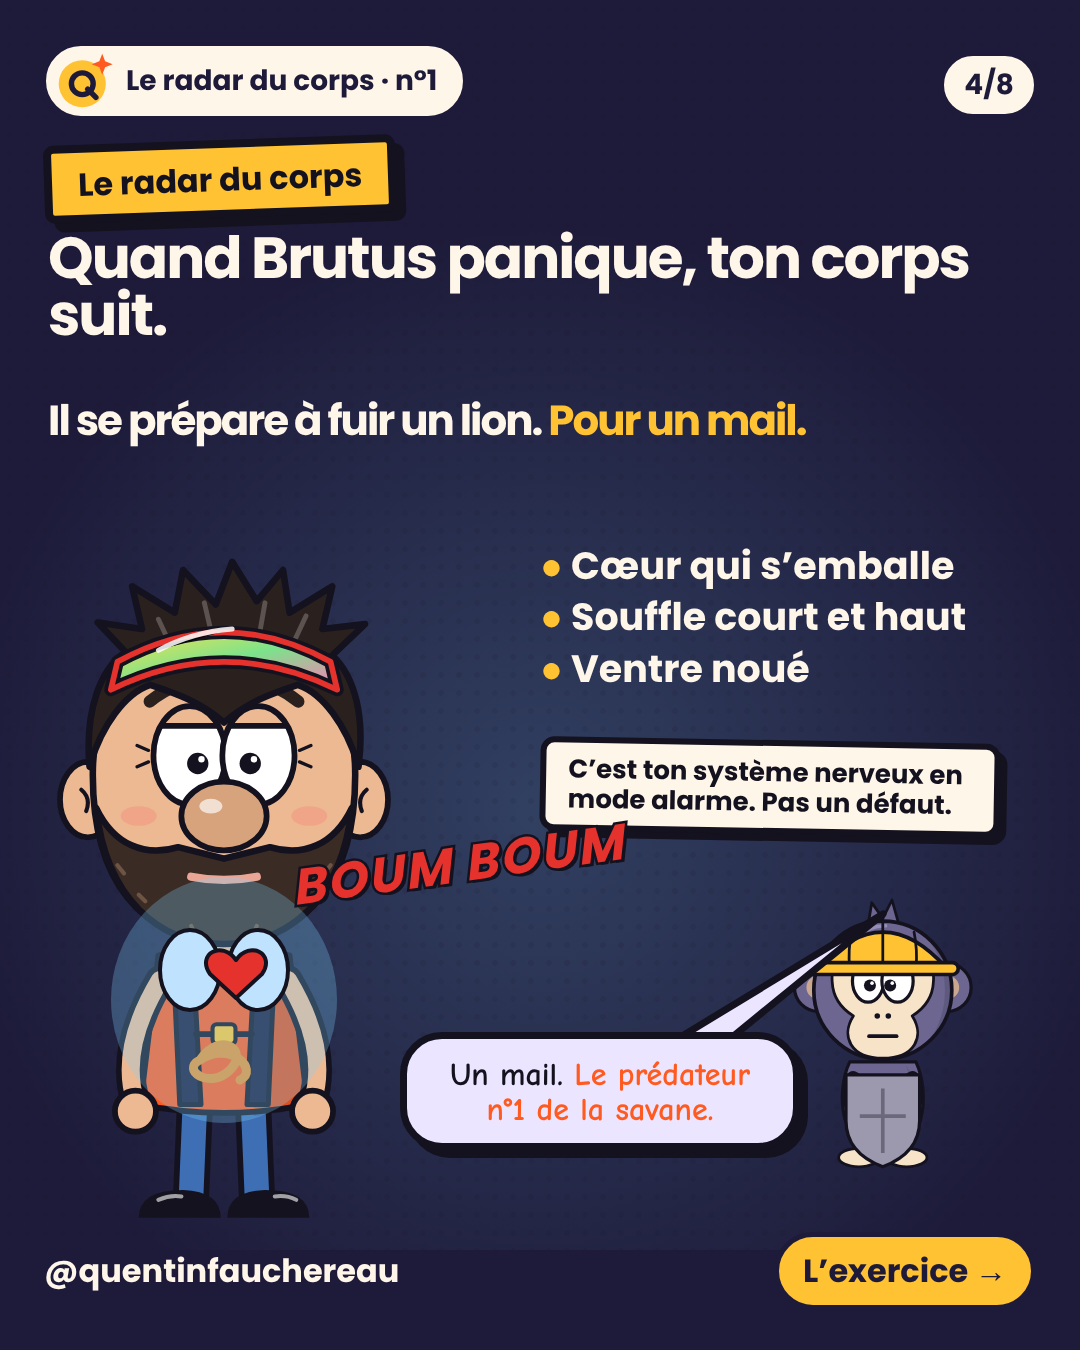 Q Le radar du corps · n°1
4/8
Le radar du corps
Quand Brutus panique, ton corps
suit.
Il se prépare à fuir un lion. Pour un mail.
• Cœur qui s’emballe
• Souffle court et haut
• Ventre noué
C’est ton système nerveux en
mode alarme. Pas un défaut.
BOUM BOUM
Un mail. Le prédateur
n°1 de la savane.
@quentinfauchereau
L’exercice →